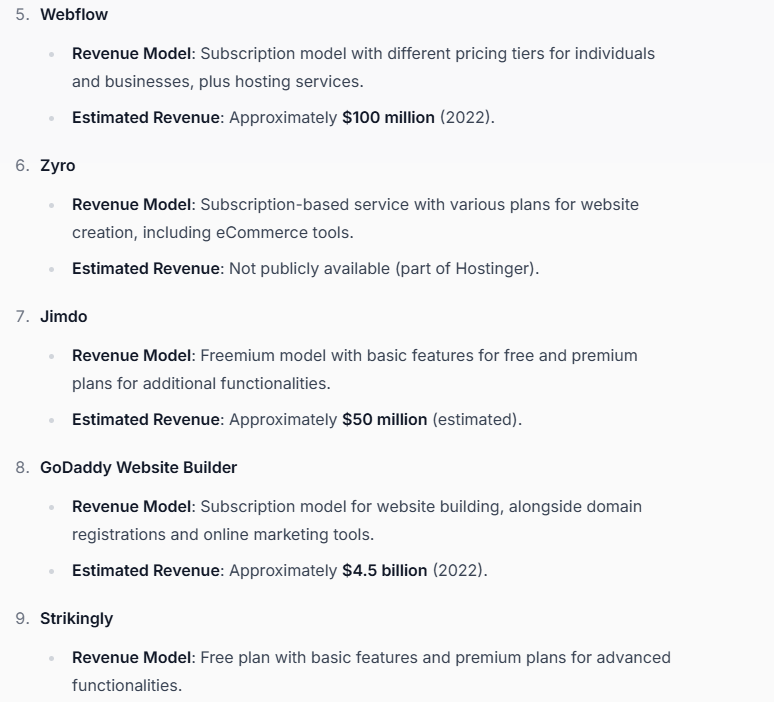 5. Webflow
Revenue Model: Subscription model with different pricing tiers for individuals
and businesses, plus hosting services.
Estimated Revenue: Approximately $100 million (2022).
6. Zyro
Revenue Model: Subscription-based service with various plans for website
creation, including eCommerce tools.
Estimated Revenue: Not publicly available (part of Hostinger).
7. Jimdo
Revenue Model: Freemium model with basic features for free and premium
plans for additional functionalities.
Estimated Revenue: Approximately $50 million (estimated).
8. GoDaddy Website Builder
Revenue Model: Subscription model for website building, alongside domain
registrations and online marketing tools.
Estimated Revenue: Approximately $4.5 billion (2022).
9. Strikingly
Revenue Model: Free plan with basic features and premium plans for advanced
functionalities.